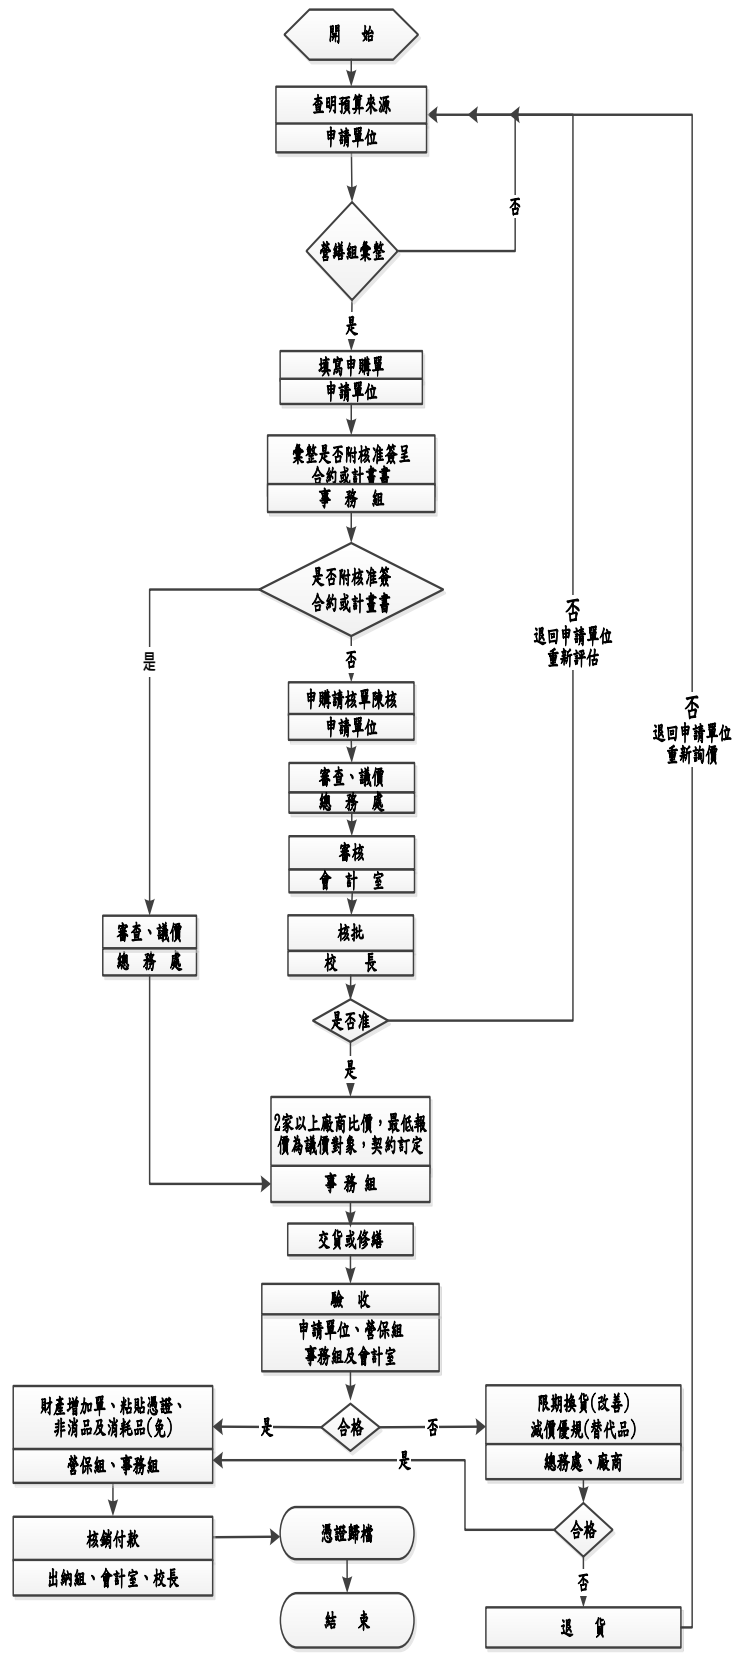 開 始
查明預算來源
申請單位
否
營繕組彙整
是
填寫申購單
申請單位
彙整是否附核准簽呈
合約或計畫書
事 務 組
是否附核准簽
合約或計畫書
是
否
否
退回申請單位
重新評估
申購請核單陳核
申請單位
否
退回申請單位
重新詢價
審查、議價
總 務 處
審核
會 計 室
審查、議價
總 務 處
核批
校 長
是否准
是
2家以上廠商比價，最低報
價為議價對象，契約訂定
事 務 組
交貨或修繕
驗 收
申請單位、營保組
事務組及會計室
財產增加單、粘貼憑證、
非消品及消耗品(免)
營保組、事務組
是
合格
否
限期換貨(改善)
減價優規(替代品)
總務處、廠商
是
核銷付款
出納組、會計室、校長
憑證歸檔
合格
否
結 束
退 貨